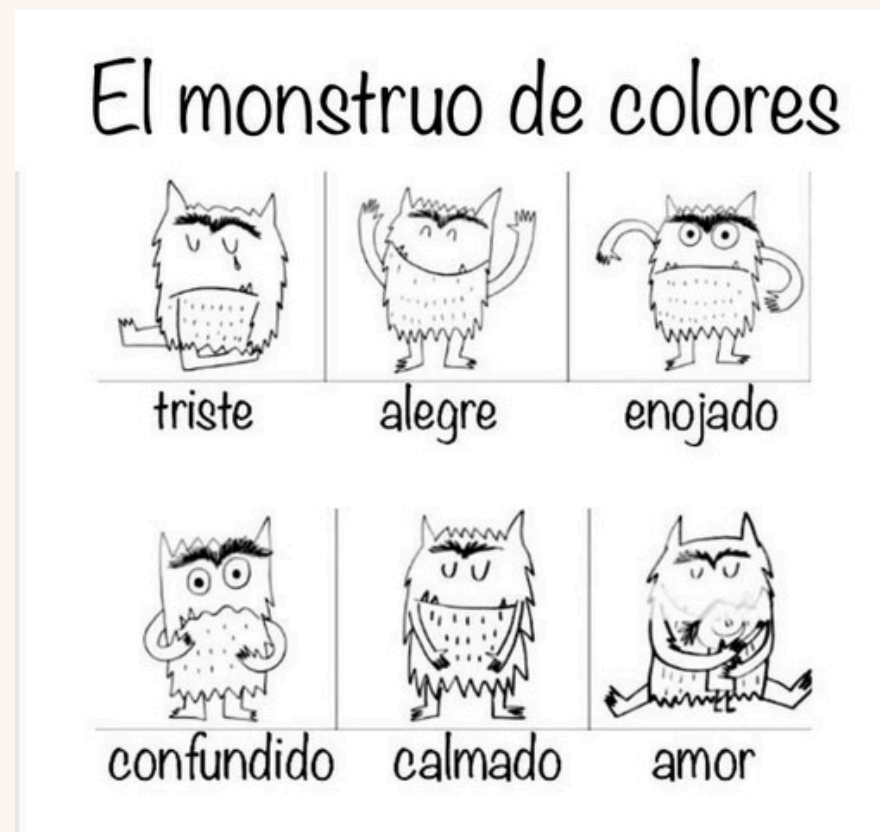 El monstruo de colores
triste alegre enojado
confundido calmado amor